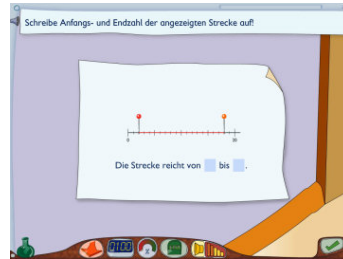 Schreibe Anfangs- und Endzahl der angezeigten Strecke auf!
Die Strecke reicht von bis .